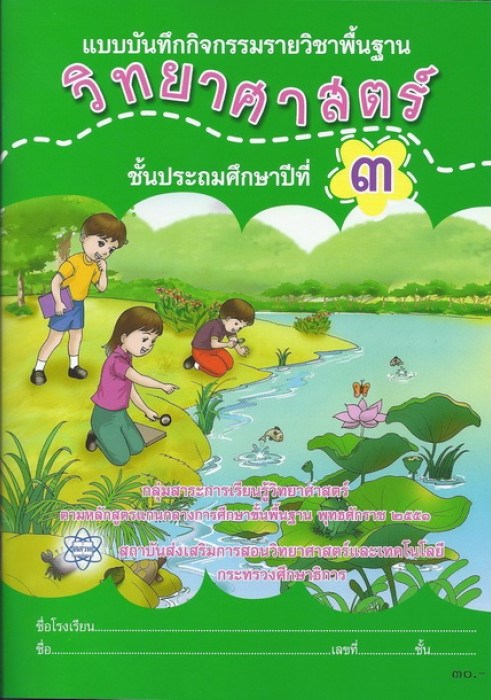 แบบบันทึกกิจกรรมรายวิชาพื้นฐาน
วิทยาศาสตร์
ชั้นประถมศึกษาปีที่ ๓
กลุ่มสาระการเรียนรู้วิทยาศาสตร์
ตามหลักสูตรแกนกลางการศึกษาขั้นพื้นฐาน พุทธศักราช ๒๕๕๑
สสวท
สถาบันส่งเสริมการสอนวิทยาศาสตร์และเทคโนโลยี
กระทรวงศึกษาธิการ
ชื่อโรงเรียน
ชื่อ เลขที่ ชั้น
๓๐.-